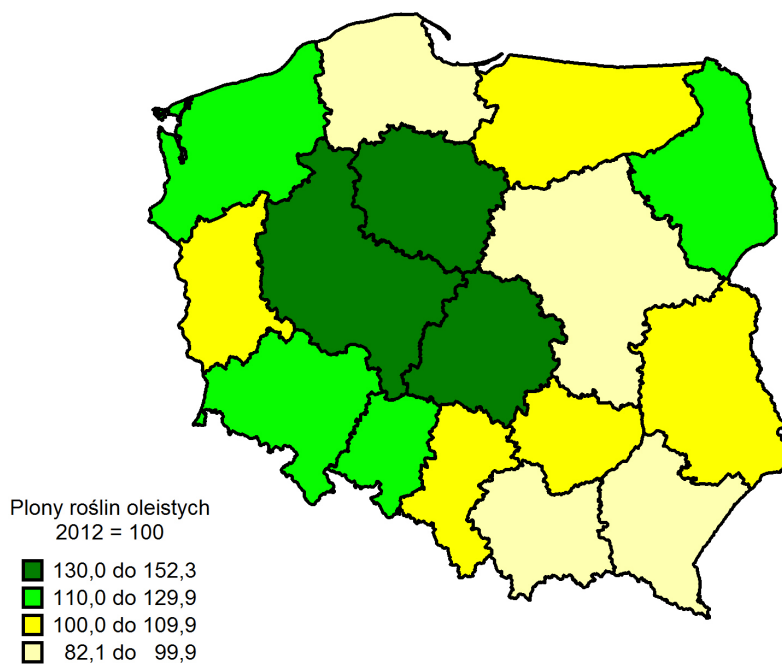 Plony roślin oleistych
2012 = 100
130,0 do 152,3
110,0 do 129,9
100,0 do 109,9
82,1 do 99,9